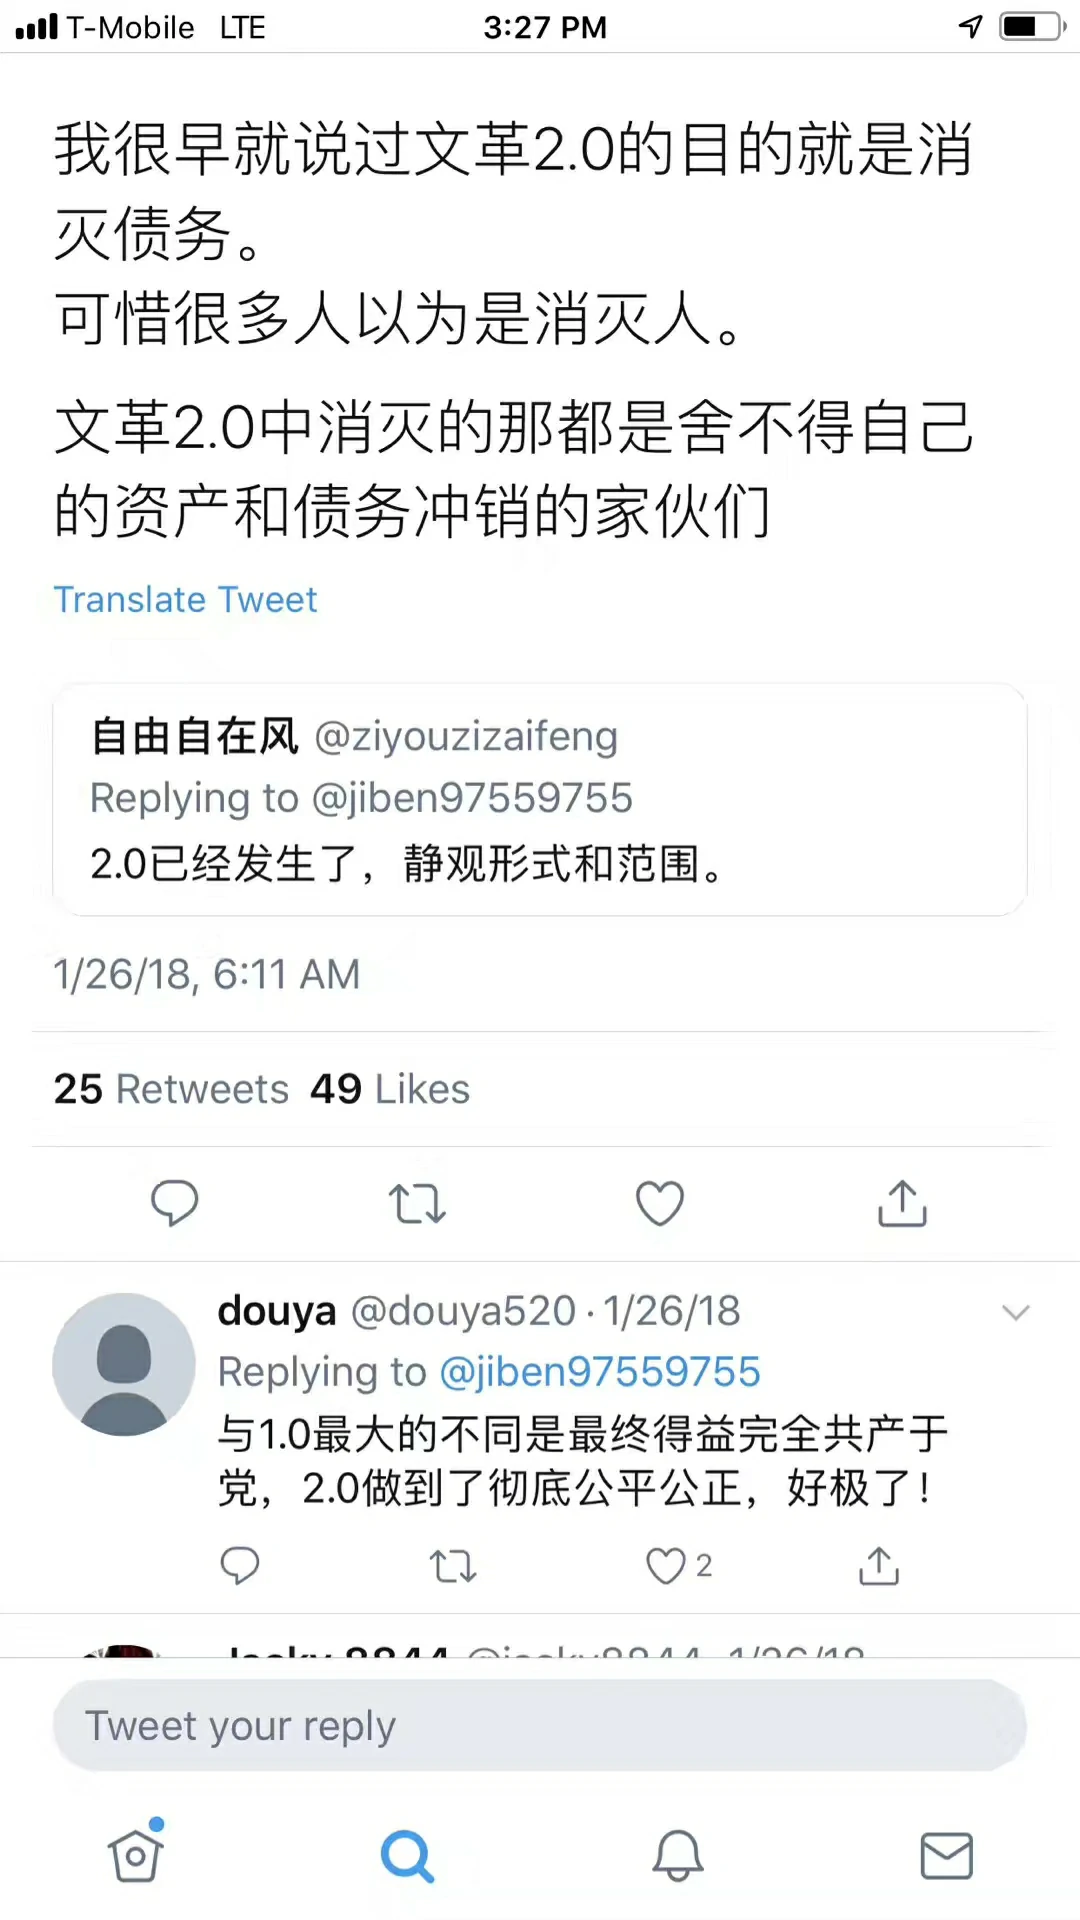 T-Mobile LTE 3:27 PM
我很早就说过文革2.0的目的就是消
灭债务。
可惜很多人以为是消灭人。
文革2.0中消灭的那都是舍不得自己
的资产和债务冲销的家伙们
Translate Tweet
自由自在风 @ziyouzizaifeng
Replying to @jiben97559755
2.0已经发生了，静观形式和范围。
1/26/18, 6:11 AM
25 Retweets 49 Likes
douya @douya520 · 1/26/18
Replying to @jiben97559755
与1.0最大的不同是最终得益完全共产于
党，2.0做到了彻底公平公正，好极了！
2
Tweet your reply